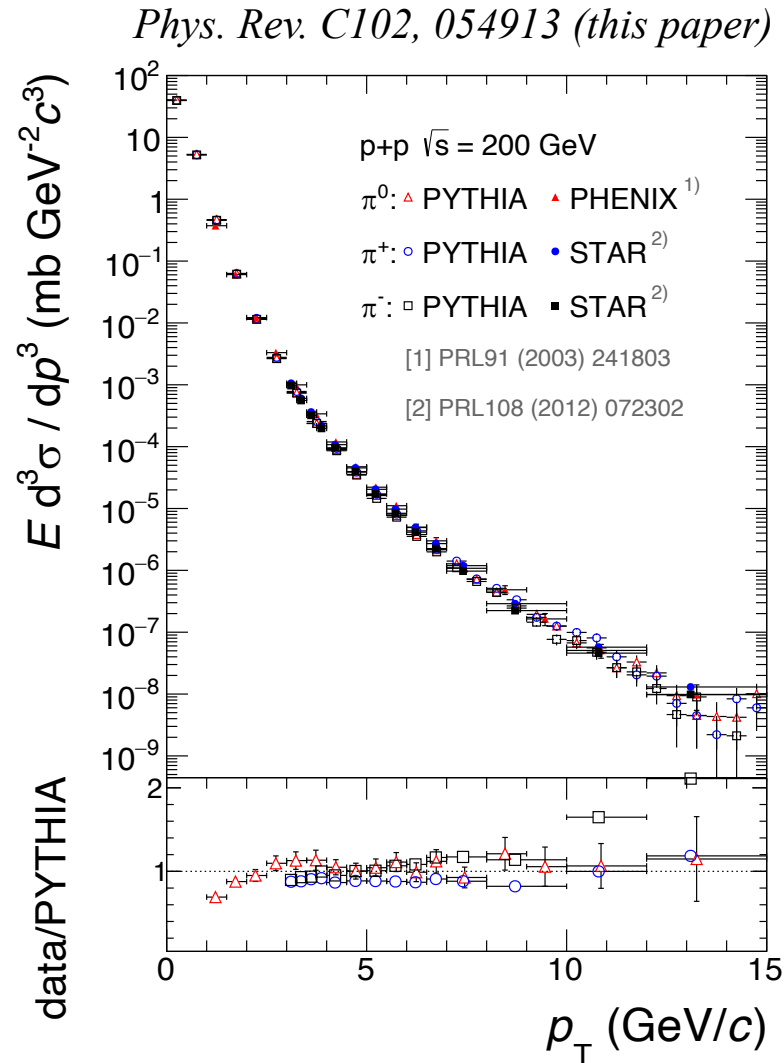 Phys. Rev. C102, 054913 (this paper)
E d³σ / dp³ (mb GeV⁻²c³)
10²
10
1
10⁻¹
10⁻²
10⁻³
10⁻⁴
10⁻⁵
10⁻⁶
10⁻⁷
10⁻⁸
10⁻⁹
p+p √s = 200 GeV
π⁰: △ PYTHIA ▲ PHENIX ¹⁾
π⁺: ○ PYTHIA ● STAR ²⁾
π⁻: □ PYTHIA ■ STAR ²⁾
[1] PRL91 (2003) 241803
[2] PRL108 (2012) 072302
data/PYTHIA
2
1
0 5 10 15
p_T (GeV/c)